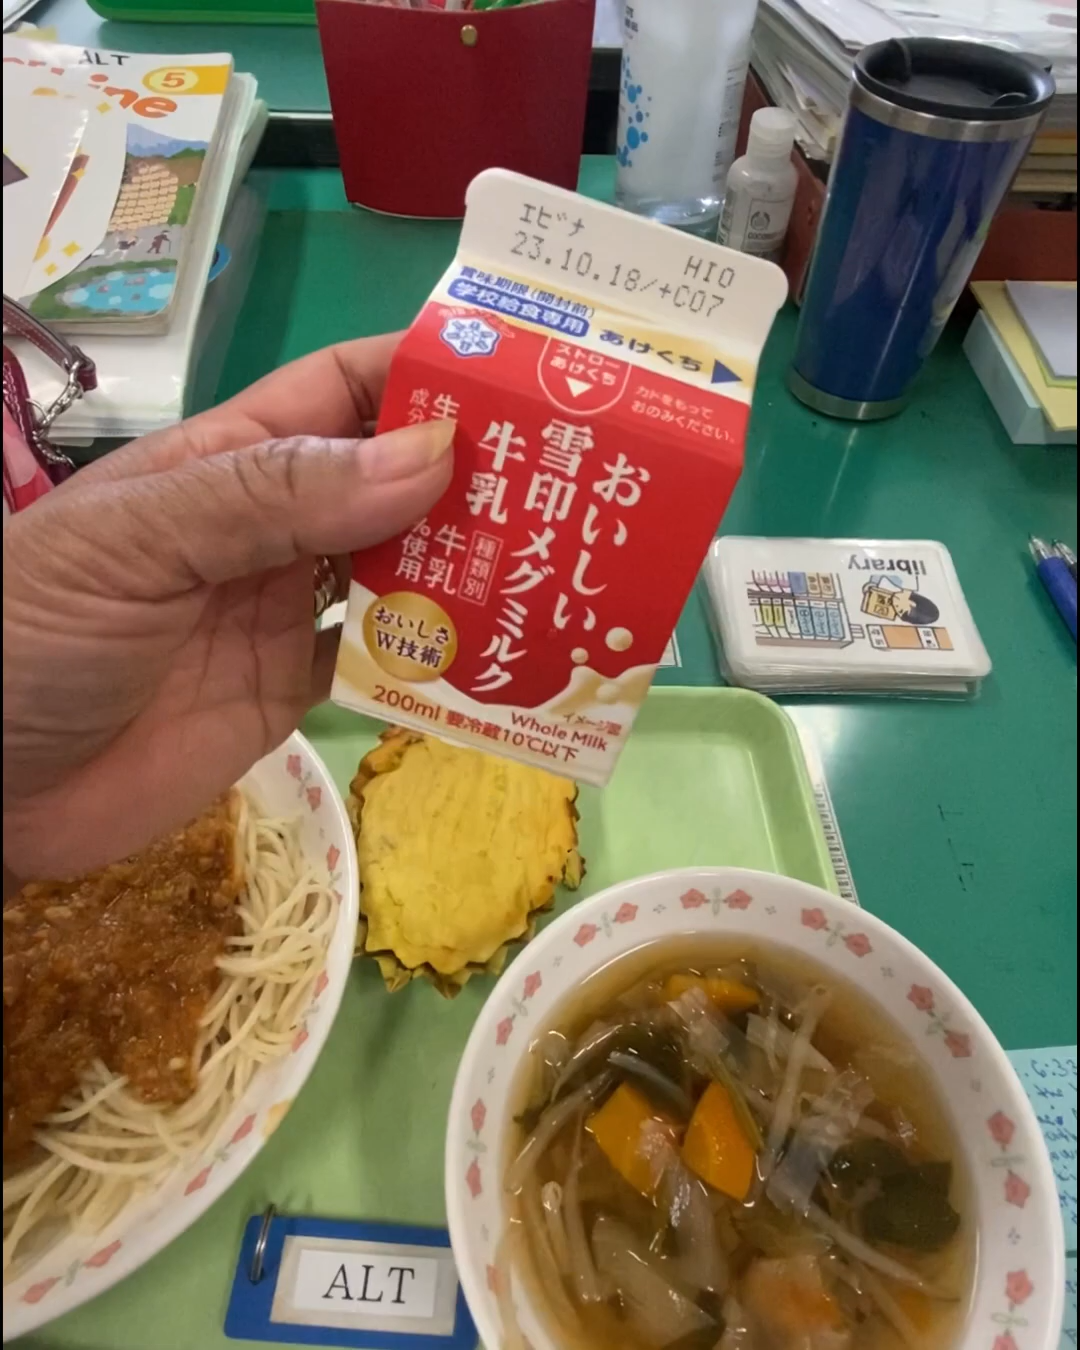 ALT
5
エビナ
HIO
23.10.18/+C07
賞味期限(開封前)
学校給食専用
あけくち
ストロー
あけくち
カドをもって
おのみください。
おいしい
雪印メグミルク
牛乳
種類別
牛乳
生
成分
%使用
おいしさ
W技術
200ml 要冷蔵10℃以下
Whole Milk
イメージ図
library
ALT